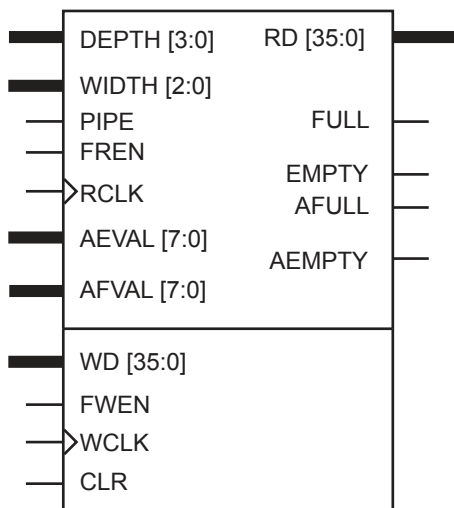 DEPTH [3:0] RD [35:0]
WIDTH [2:0]
PIPE FULL
FREN
EMPTY
RCLK
AFULL
AEVAL [7:0]
AEMPTY
AFVAL [7:0]
WD [35:0]
FWEN
WCLK
CLR